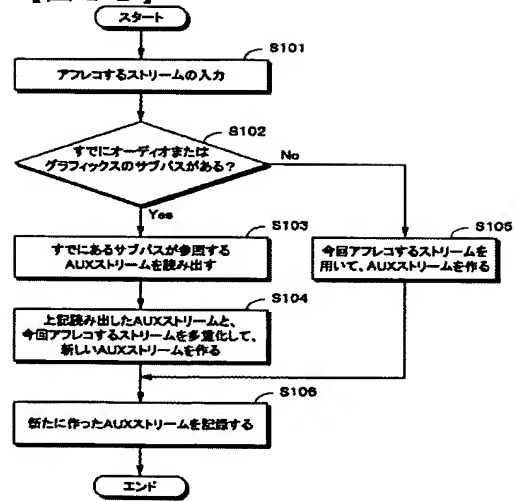 スタート
S101
アフレコするストリームの入力
S102
すでにオーディオまたは
グラフィックスのサブパスがある?
No
Yes
S103
すでにあるサブパスが参照する
AUXストリームを読み出す
S105
今回アフレコするストリームを
用いて、AUXストリームを作る
S104
上記読み出したAUXストリームと、
今回アフレコするストリームを多重化して、
新しいAUXストリームを作る
S106
新たに作ったAUXストリームを記録する
エンド